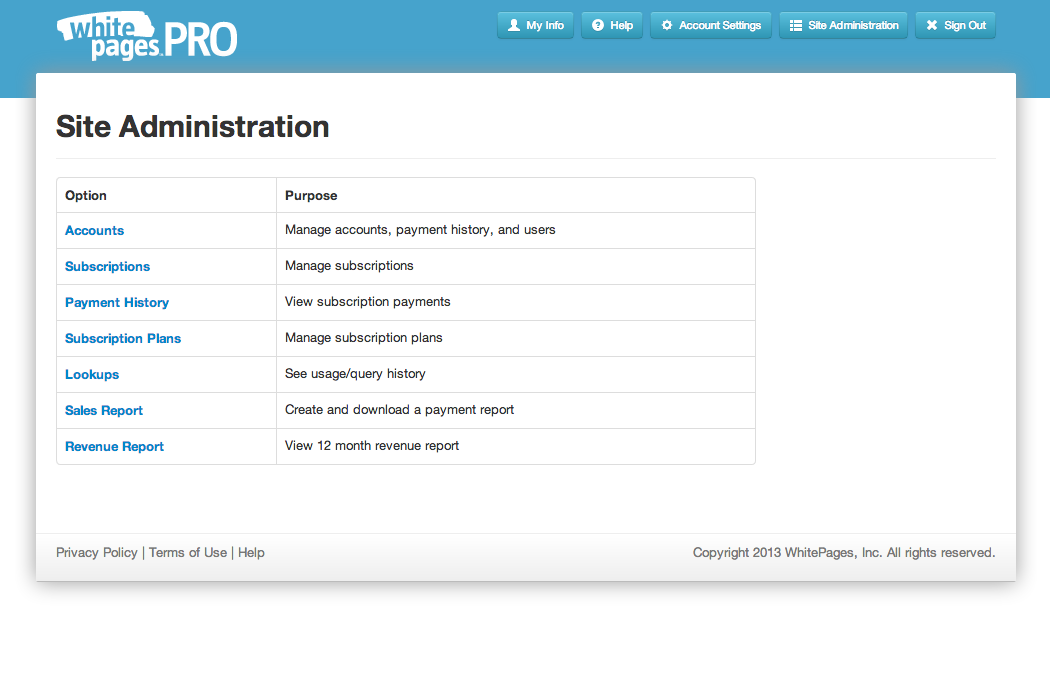 white
pages PRO
My Info Help Account Settings Site Administration Sign Out
Site Administration
Option Purpose
Accounts Manage accounts, payment history, and users
Subscriptions Manage subscriptions
Payment History View subscription payments
Subscription Plans Manage subscription plans
Lookups See usage/query history
Sales Report Create and download a payment report
Revenue Report View 12 month revenue report
Privacy Policy | Terms of Use | Help Copyright 2013 WhitePages, Inc. All rights reserved.